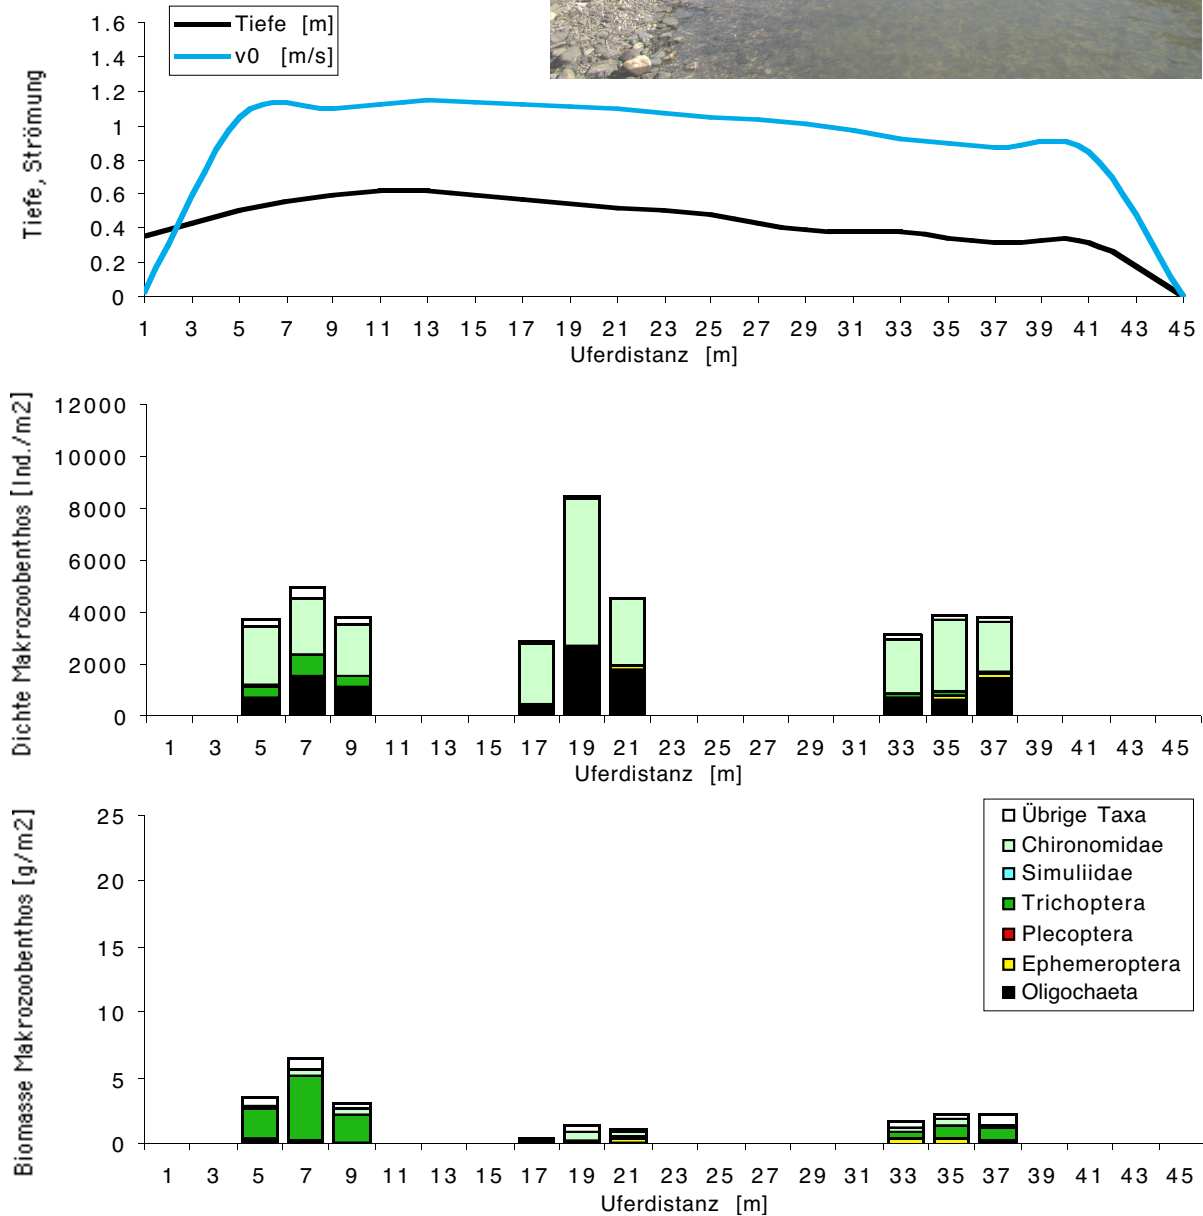 Tiefe [m]
v0 [m/s]
Tiefe, Strömung
1.6
1.4
1.2
1
0.8
0.6
0.4
0.2
0
1 3 5 7 9 11 13 15 17 19 21 23 25 27 29 31 33 35 37 39 41 43 45
Uferdistanz [m]
Dichte Makrozoobenthos [Ind./m2]
12000
10000
8000
6000
4000
2000
0
1 3 5 7 9 11 13 15 17 19 21 23 25 27 29 31 33 35 37 39 41 43 45
Uferdistanz [m]
Biomasse Makrozoobenthos [g/m2]
25
20
15
10
5
0
Übrige Taxa
Chironomidae
Simuliidae
Trichoptera
Plecoptera
Ephemeroptera
Oligochaeta
1 3 5 7 9 11 13 15 17 19 21 23 25 27 29 31 33 35 37 39 41 43 45
Uferdistanz [m]